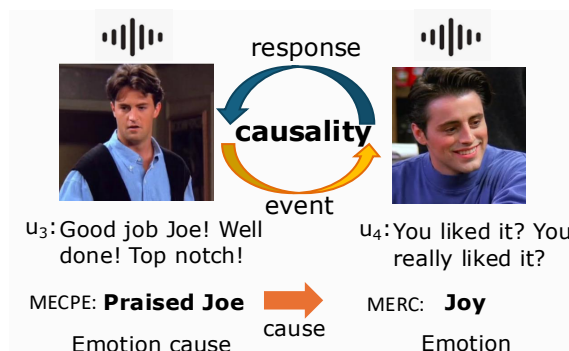 response
causality
event
u₃: Good job Joe! Well
done! Top notch!
u₄: You liked it? You
really liked it?
MECPE: Praised Joe
cause
MERC: Joy
Emotion cause
Emotion